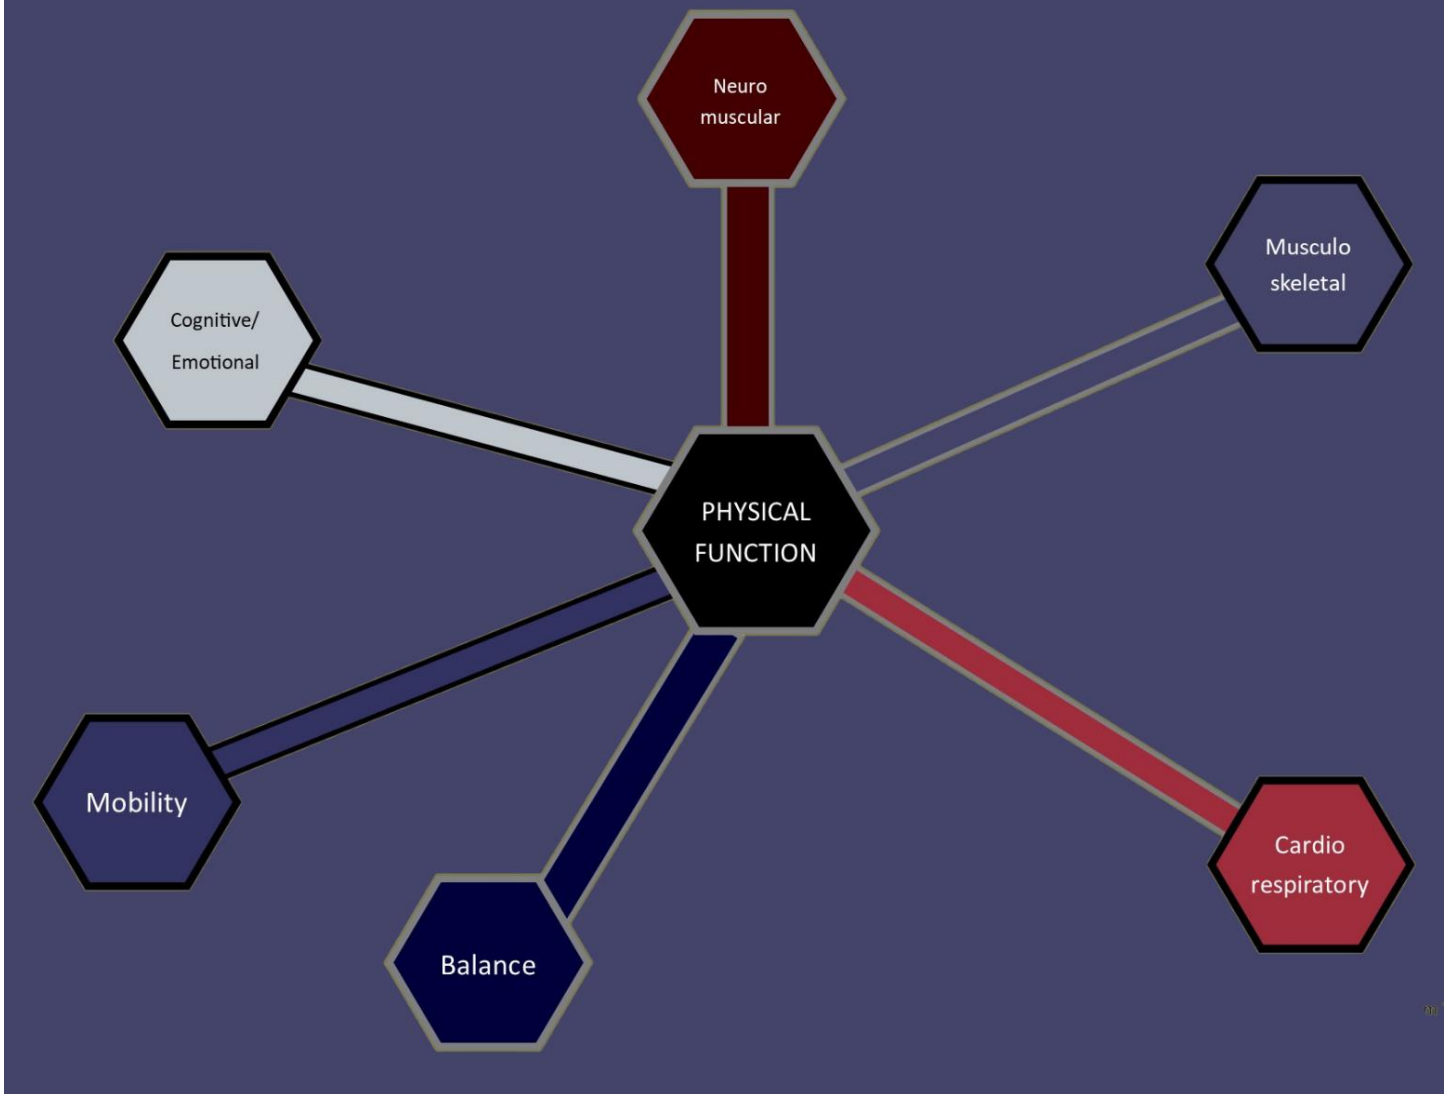 Neuro
muscular
Musculo
skeletal
Cognitive/
Emotional
PHYSICAL
FUNCTION
Mobility
Cardio
respiratory
Balance